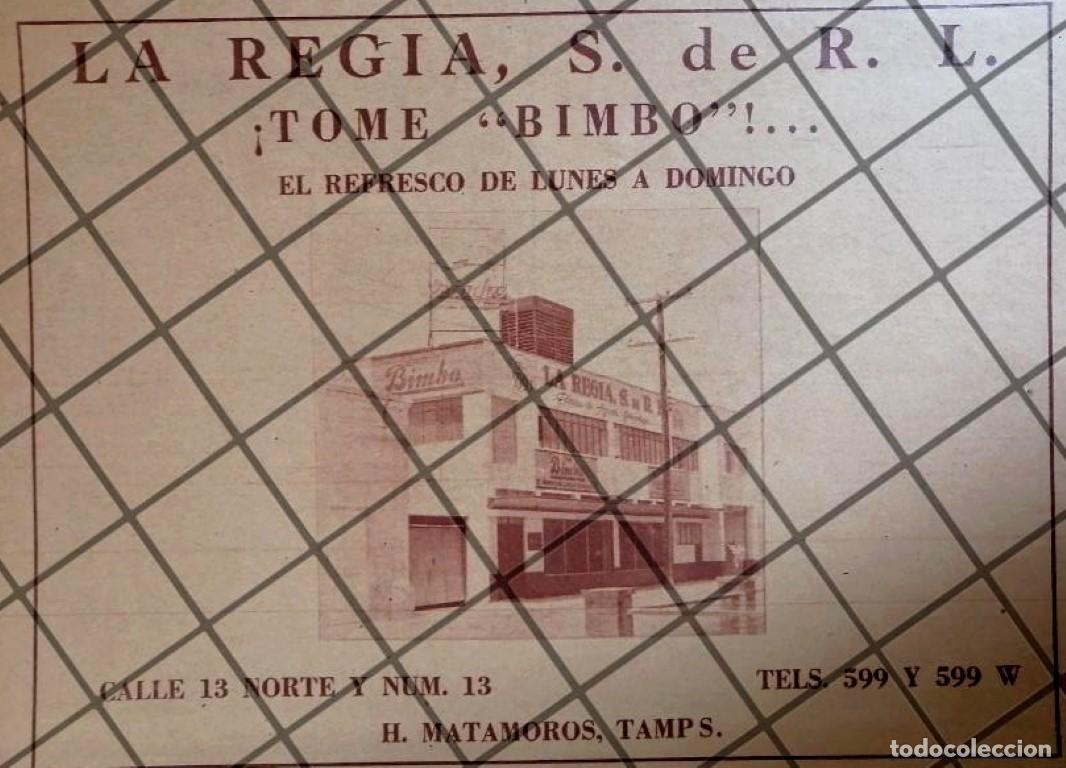 LA REGIA, S. de R. L.
¡TOME "BIMBO"!...
EL REFRESCO DE LUNES A DOMINGO
Bimbo
LA REGIA, S. DE R.
Bimbo
CALLE 13 NORTE Y NUM. 13
TELS. 599 Y 599 W
H. MATAMOROS, TAMPS.
todocoleccion